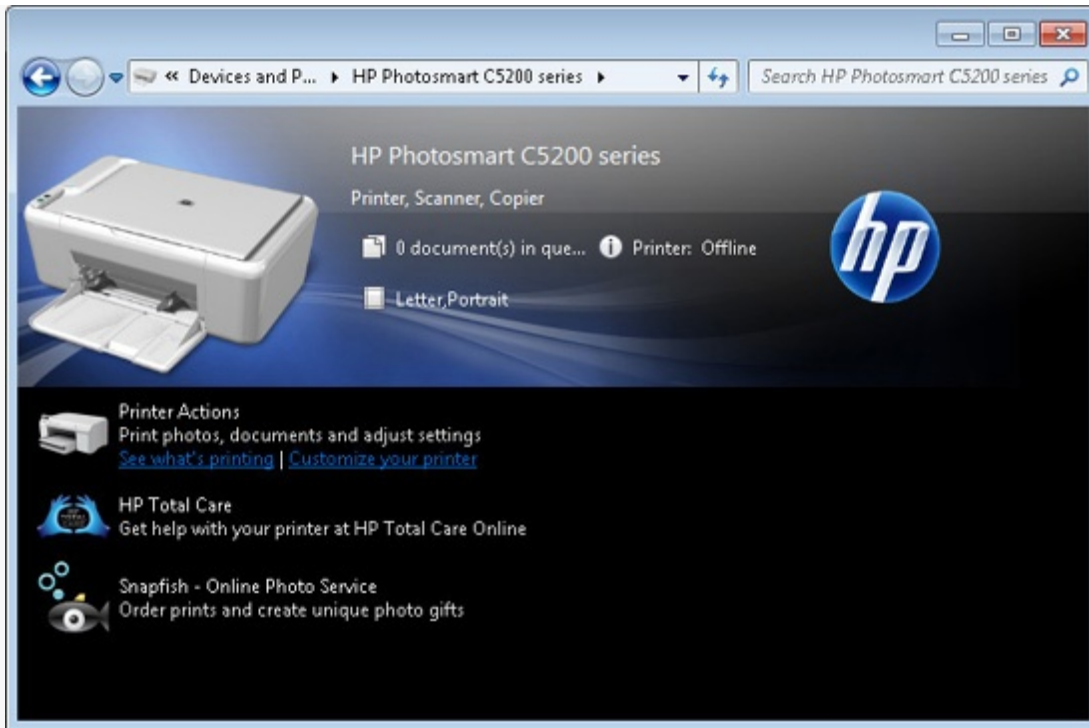 « Devices and P... ▸ HP Photosmart C5200 series ▸
Search HP Photosmart C5200 series
HP Photosmart C5200 series
Printer, Scanner, Copier
0 document(s) in que... Printer: Offline
Letter,Portrait
hp
Printer Actions
Print photos, documents and adjust settings
See what's printing | Customize your printer
HP Total Care
Get help with your printer at HP Total Care Online
Snapfish - Online Photo Service
Order prints and create unique photo gifts